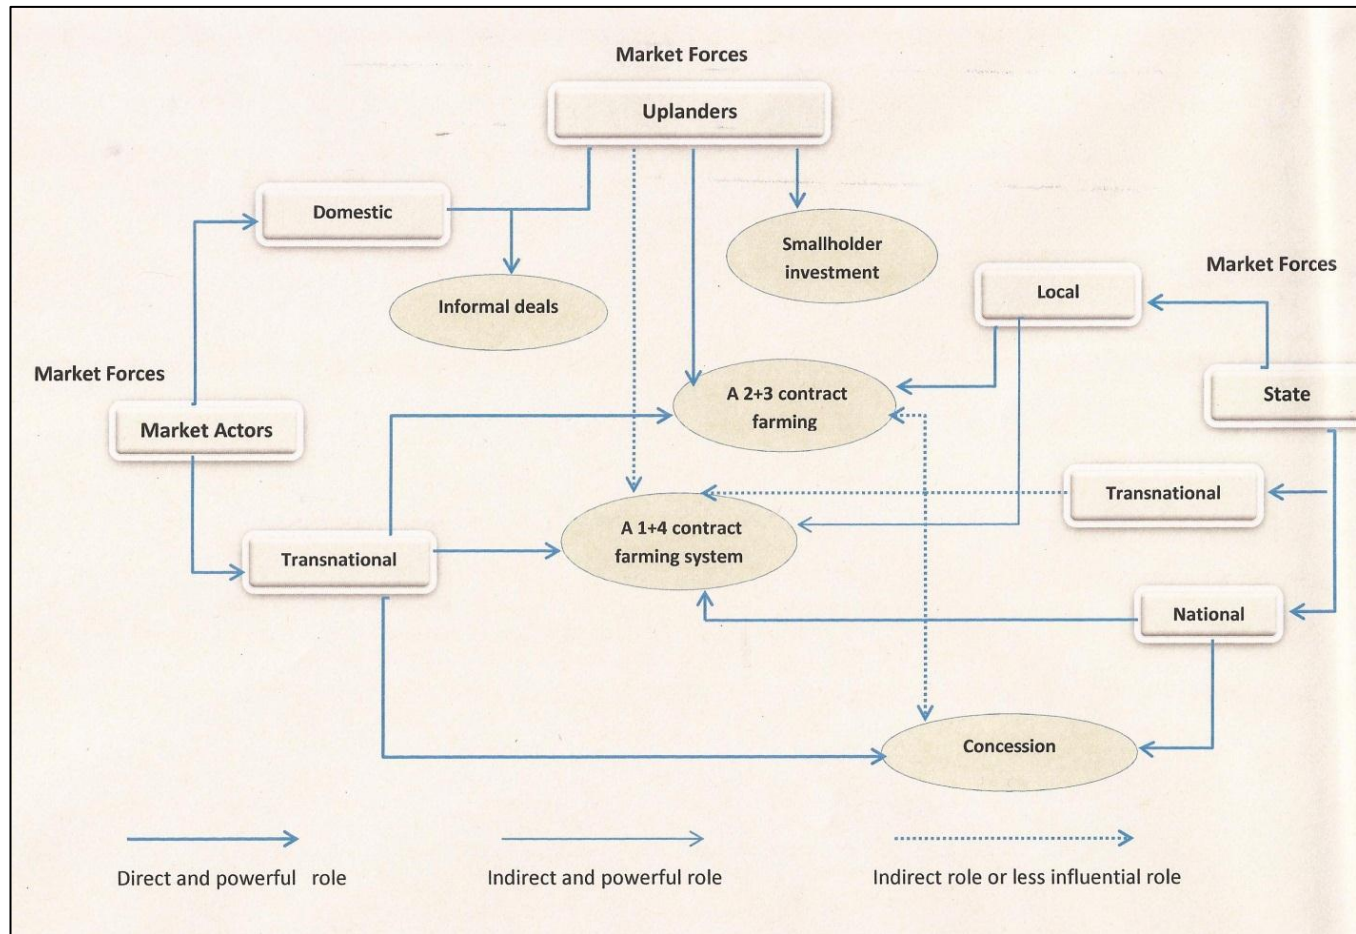 Market Forces
Uplanders
Domestic
Smallholder
investment
Market Forces
Local
Informal deals
Market Forces
A 2+3 contract
farming
State
Market Actors
Transnational
A 1+4 contract
farming system
Transnational
National
Concession
Direct and powerful role
Indirect and powerful role
Indirect role or less influential role